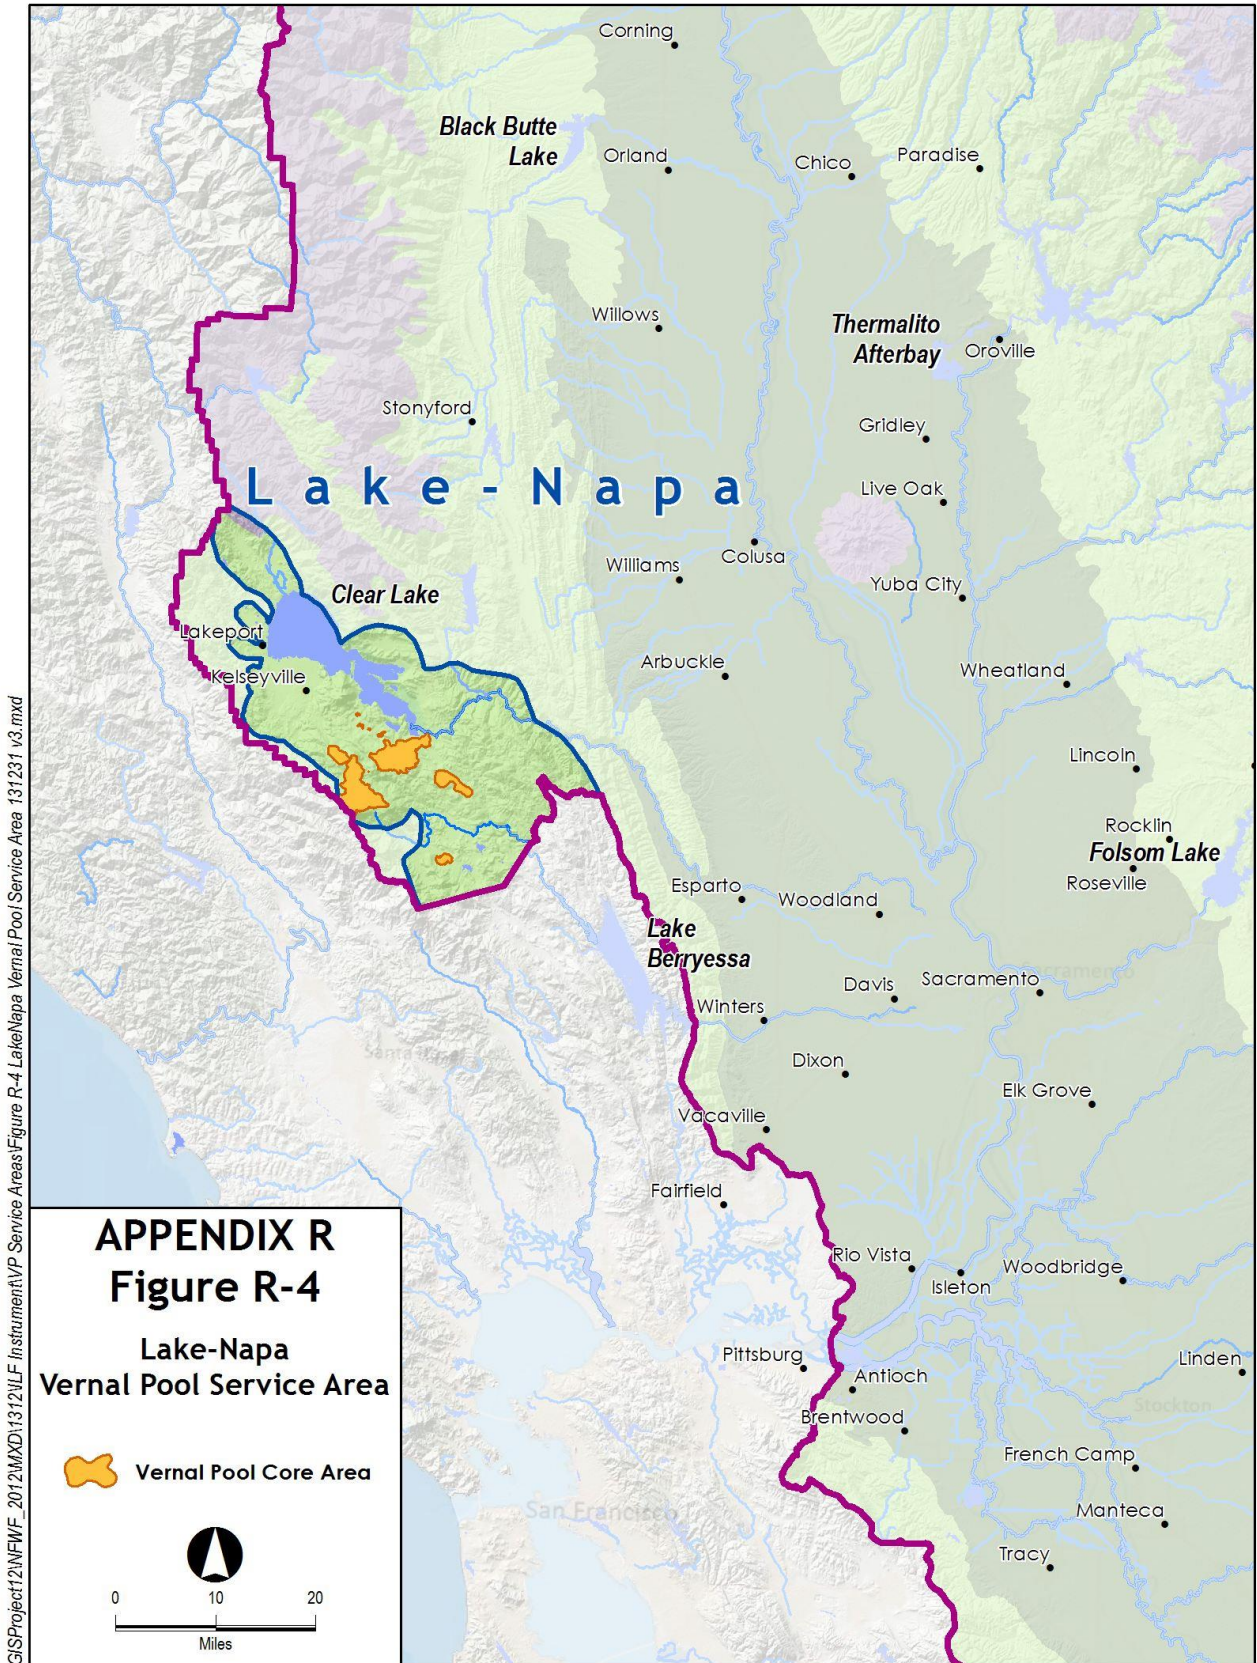 Corning
Black Butte
Lake
Orland
Chico
Paradise
Willows
Thermalito
Afterbay
Oroville
Stonyford
Gridley
Lake-Napa
Live Oak
Colusa
Williams
Clear Lake
Yuba City
Lakeport
Arbuckle
Wheatland
Kelseyville
Lincoln
Rocklin
Folsom Lake
Roseville
Esparto
Woodland
Lake
Berryessa
Sacramento
Sacramento
Davis
Winters
Santa
Dixon
Elk Grove
Vacaville
Fairfield
Rio Vista
Isleton
Woodbridge
Pittsburg
Linden
Antioch
Stockton
Brentwood
French Camp
San Francisco
Manteca
Tracy
APPENDIX R
Figure R-4
Lake-Napa
Vernal Pool Service Area
Vernal Pool Core Area
0 10 20
Miles
GISProject12\NFWF_2012\MXD\1312\ILF Instrument\VP Service Areas\Figure R-4 LakeNapa Vernal Pool Service Area 131231 v3.mxd